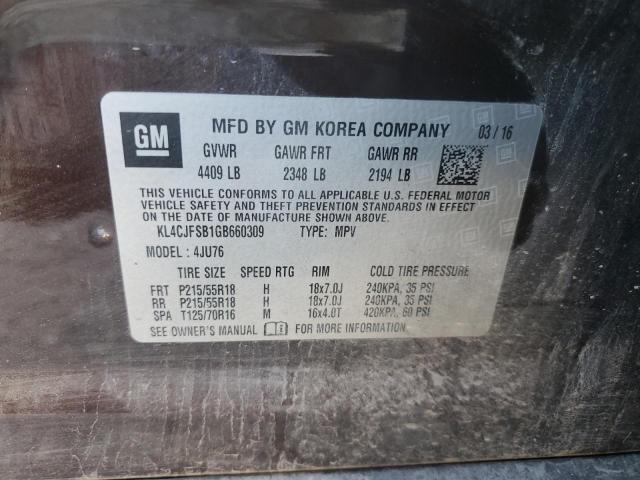 GM MFD BY GM KOREA COMPANY 03/16
GVWR GAWR FRT GAWR RR
4409 LB 2348 LB 2194 LB
THIS VEHICLE CONFORMS TO ALL APPLICABLE U.S. FEDERAL MOTOR
VEHICLE SAFETY AND THEFT PREVENTION STANDARDS IN EFFECT
ON THE DATE OF MANUFACTURE SHOWN ABOVE.
KL4CJFSB1GB660309 TYPE: MPV
MODEL: 4JU76
TIRE SIZE SPEED RTG RIM COLD TIRE PRESSURE
FRT P215/55R18 H 18x7.0J 240KPA, 35 PSI
RR P215/55R18 H 18x7.0J 240KPA, 35 PSI
SPA T125/70R16 M 16x4.0T 420KPA, 60 PSI
SEE OWNER'S MANUAL FOR MORE INFORMATION.